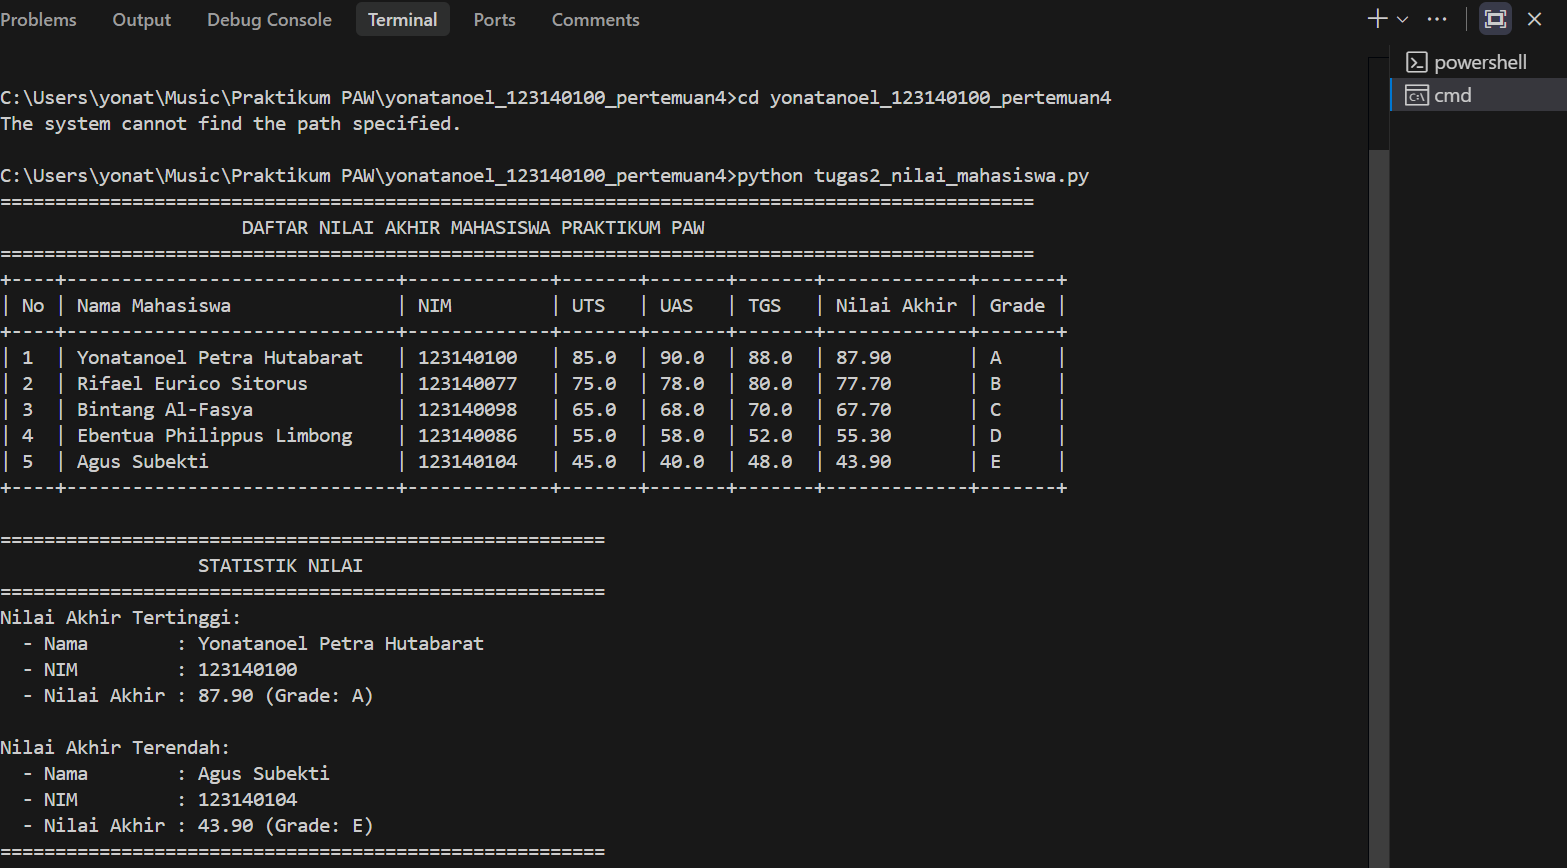 Problems Output Debug Console Terminal Ports Comments
powershell
cmd
C:\Users\yonat\Music\Praktikum PAW\yonatanoel_123140100_pertemuan4>cd yonatanoel_123140100_pertemuan4
The system cannot find the path specified.
C:\Users\yonat\Music\Praktikum PAW\yonatanoel_123140100_pertemuan4>python tugas2_nilai_mahasiswa.py
==============================================================================================
DAFTAR NILAI AKHIR MAHASISWA PRAKTIKUM PAW
==============================================================================================
+----+------------------------------+-------------+-------+-------+-------+-------------+-------+
| No | Nama Mahasiswa               | NIM         | UTS   | UAS   | TGS   | Nilai Akhir | Grade |
+----+------------------------------+-------------+-------+-------+-------+-------------+-------+
| 1  | Yonatanoel Petra Hutabarat   | 123140100   | 85.0  | 90.0  | 88.0  | 87.90       | A     |
| 2  | Rifael Eurico Sitorus        | 123140077   | 75.0  | 78.0  | 80.0  | 77.70       | B     |
| 3  | Bintang Al-Fasya             | 123140098   | 65.0  | 68.0  | 70.0  | 67.70       | C     |
| 4  | Ebentua Philippus Limbong    | 123140086   | 55.0  | 58.0  | 52.0  | 55.30       | D     |
| 5  | Agus Subekti                 | 123140104   | 45.0  | 40.0  | 48.0  | 43.90       | E     |
+----+------------------------------+-------------+-------+-------+-------+-------------+-------+
=======================================================
STATISTIK NILAI
=======================================================
Nilai Akhir Tertinggi:
- Nama        : Yonatanoel Petra Hutabarat
- NIM         : 123140100
- Nilai Akhir : 87.90 (Grade: A)
Nilai Akhir Terendah:
- Nama        : Agus Subekti
- NIM         : 123140104
- Nilai Akhir : 43.90 (Grade: E)
=======================================================